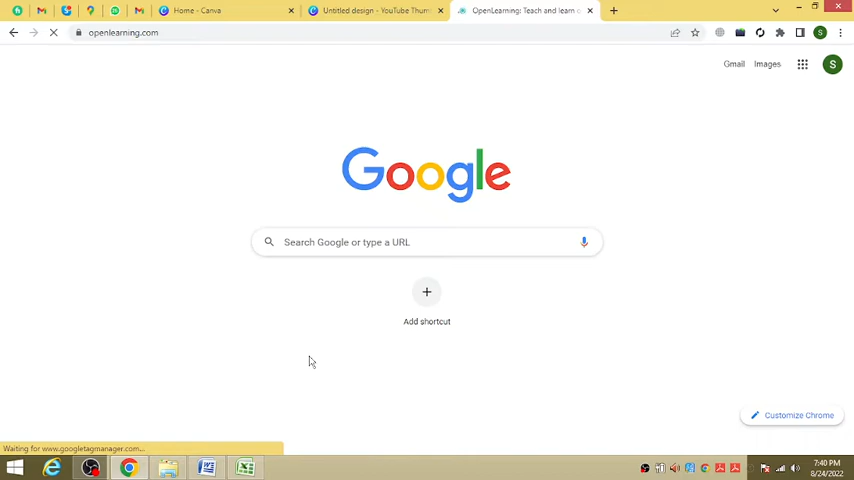 Home - Canva
Untitled design - YouTube Thum
OpenLearning: Teach and learn o
openlearning.com
Gmail
Images
S
S
Google
Search Google or type a URL
Add shortcut
Customize Chrome
Waiting for www.googletagmanager.com...
7:40 PM
8/24/2022